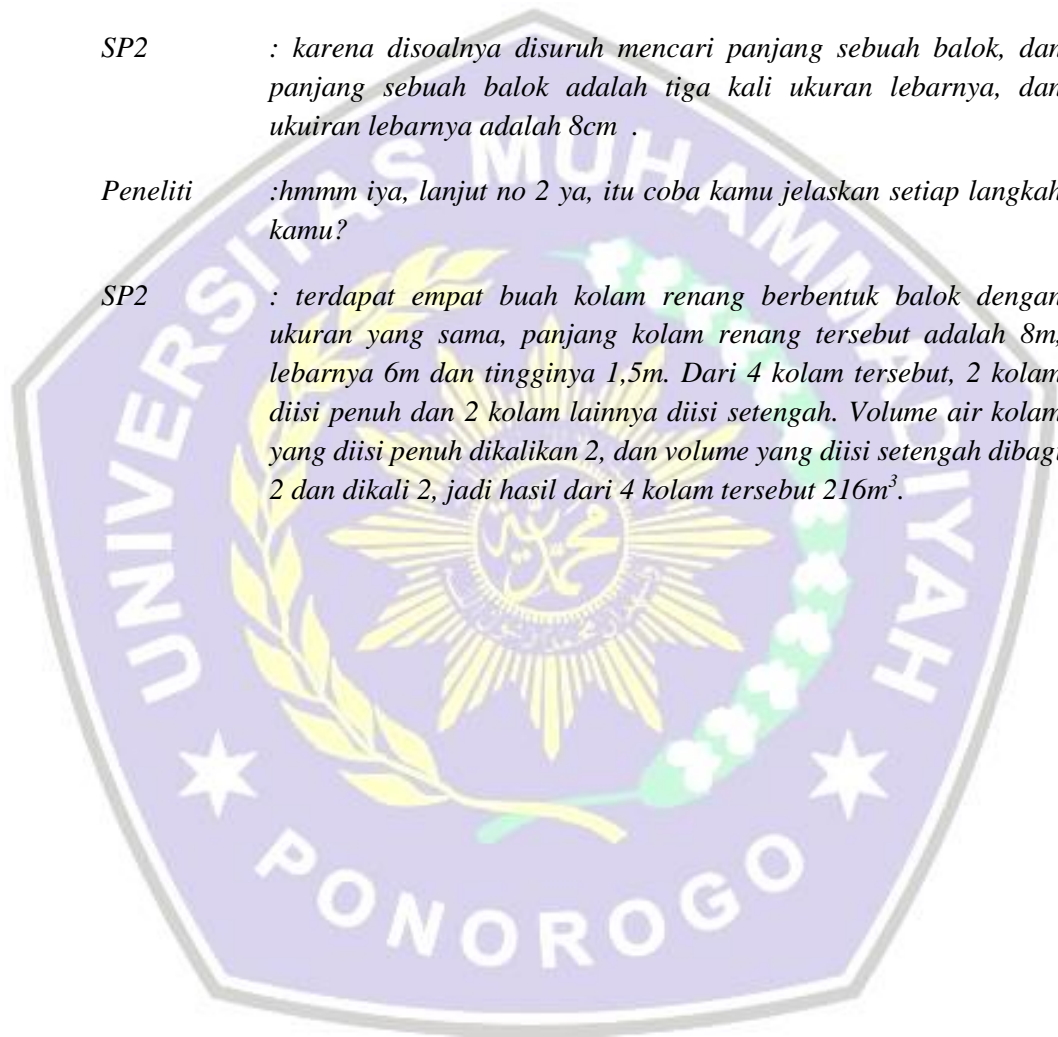 SP2 : karena disoalnya disuruh mencari panjang sebuah balok, dan
panjang sebuah balok adalah tiga kali ukuran lebarnya, dan
ukuiran lebarnya adalah 8cm .
Peneliti :hmmm iya, lanjut no 2 ya, itu coba kamu jelaskan setiap langkah
kamu?
SP2 : terdapat empat buah kolam renang berbentuk balok dengan
ukuran yang sama, panjang kolam renang tersebut adalah 8m,
lebarnya 6m dan tingginya 1,5m. Dari 4 kolam tersebut, 2 kolam
diisi penuh dan 2 kolam lainnya diisi setengah. Volume air kolam
yang diisi penuh dikalikan 2, dan volume yang diisi setengah dibagi
2 dan dikali 2, jadi hasil dari 4 kolam tersebut 216m³.
UNIVERSITAS MUHAMMADIYAH
PONOROGO